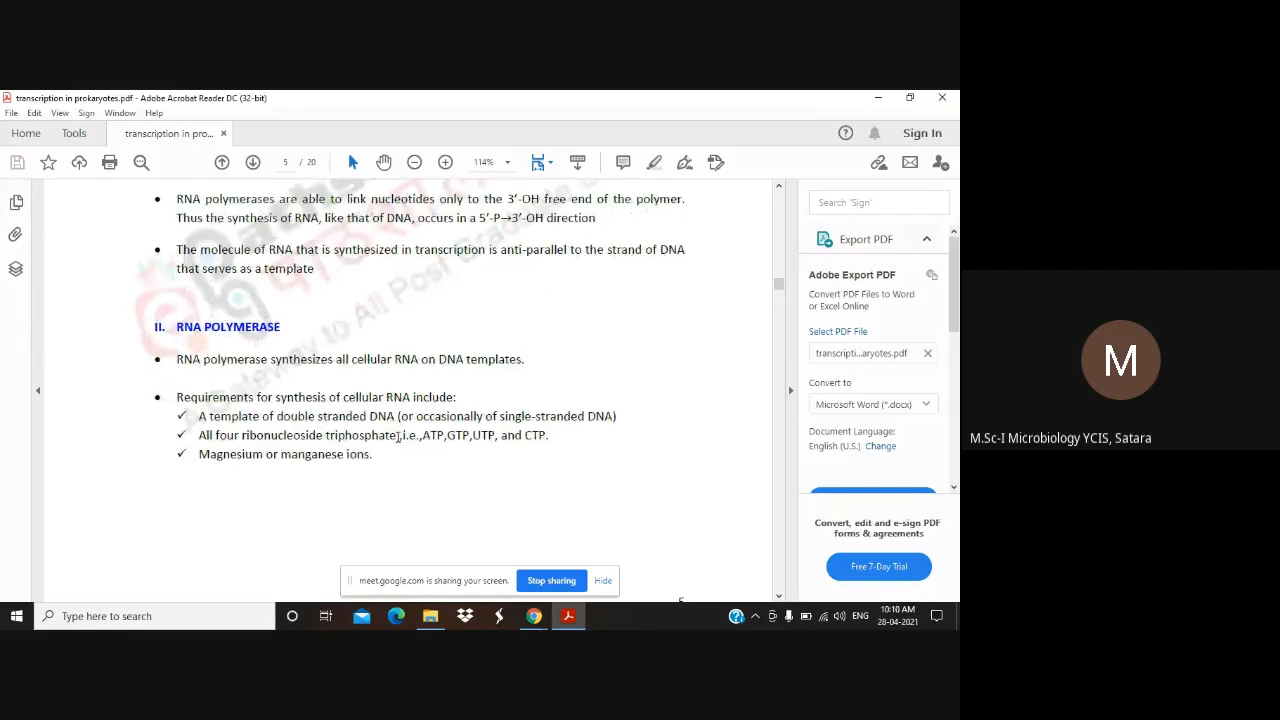 transcription in prokaryotes.pdf - Adobe Acrobat Reader DC (32-bit)
File Edit View Sign Window Help
Home Tools transcription in pro... × Sign In
5 / 20 114%
• RNA polymerases are able to link nucleotides only to the 3’-OH free end of the polymer.
Thus the synthesis of RNA, like that of DNA, occurs in a 5’-P→3’-OH direction
• The molecule of RNA that is synthesized in transcription is anti-parallel to the strand of DNA
that serves as a template
II. RNA POLYMERASE
• RNA polymerase synthesizes all cellular RNA on DNA templates.
• Requirements for synthesis of cellular RNA include:
✓ A template of double stranded DNA (or occasionally of single-stranded DNA)
✓ All four ribonucleoside triphosphate,i.e.,ATP,GTP,UTP, and CTP.
✓ Magnesium or manganese ions.
A Gateway to All Post Graduate
Search 'Sign'
Export PDF
Adobe Export PDF
Convert PDF Files to Word
or Excel Online
Select PDF File
transcripti...aryotes.pdf
Convert to
Microsoft Word (*.docx)
Document Language:
English (U.S.) Change
Convert, edit and e-sign PDF
forms & agreements
Free 7-Day Trial
meet.google.com is sharing your screen. Stop sharing Hide
Type here to search
ENG
10:10 AM
28-04-2021
M
M.Sc-I Microbiology YCIS, Satara